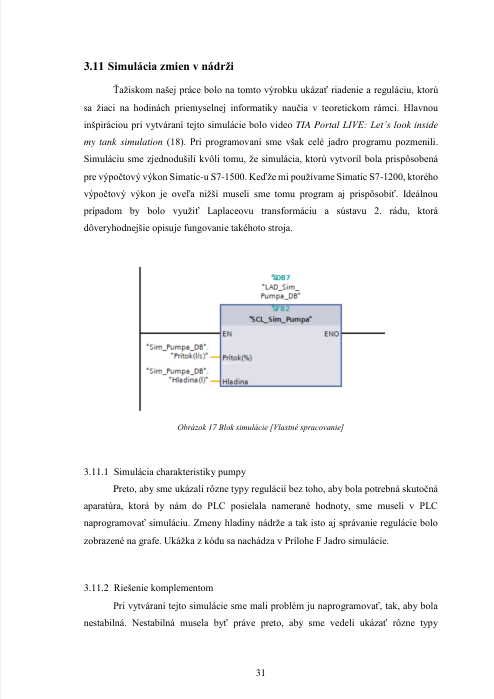 3.11 Simulácia zmien v nádrži
Ťažiskom našej práce bolo na tomto výrobku ukázať riadenie a reguláciu, ktorú
sa žiaci na hodinách priemyselnej informatiky naučia v teoretickom rámci. Hlavnou
inšpiráciou pri vytváraní tejto simulácie bolo video TIA Portal LIVE: Let's look inside
my tank simulation (18). Pri programovaní sme však celé jadro programu pozmenili.
Simuláciu sme zjednodušili kvôli tomu, že simulácia, ktorú vytvoril bola prispôsobená
pre výpočtový výkon Simatic-u S7-1500. Keďže mi používame Simatic S7-1200, ktorého
výpočtový výkon je oveľa nižší museli sme tomu program aj prispôsobiť. Ideálnou
prípadom by bolo využiť Laplaceovu transformáciu a sústavu 2. rádu, ktorá
dôveryhodnejšie opisuje fungovanie takéhoto stroja.
%DB7
"LAD_Sim_
Pumpa_DB"
%FB2
"SCL_Sim_Pumpa"
EN ENO
"Sim_Pumpa_DB".
"Prítok(l/s)" Prítok(%)
"Sim_Pumpa_DB".
"Hladina(l)" Hladina
Obrázok 17 Blok simulácie [Vlastné spracovanie]
3.11.1 Simulácia charakteristiky pumpy
Preto, aby sme ukázali rôzne typy regulácií bez toho, aby bola potrebná skutočná
aparatúra, ktorá by nám do PLC posielala namerané hodnoty, sme museli v PLC
naprogramovať simuláciu. Zmeny hladiny nádrže a tak isto aj správanie regulácie bolo
zobrazené na grafe. Ukážka z kódu sa nachádza v Prílohe F Jadro simulácie.
3.11.2 Riešenie komplementom
Pri vytváraní tejto simulácie sme mali problém ju naprogramovať, tak, aby bola
nestabilná. Nestabilná musela byť práve preto, aby sme vedeli ukázať rôzne typy
31